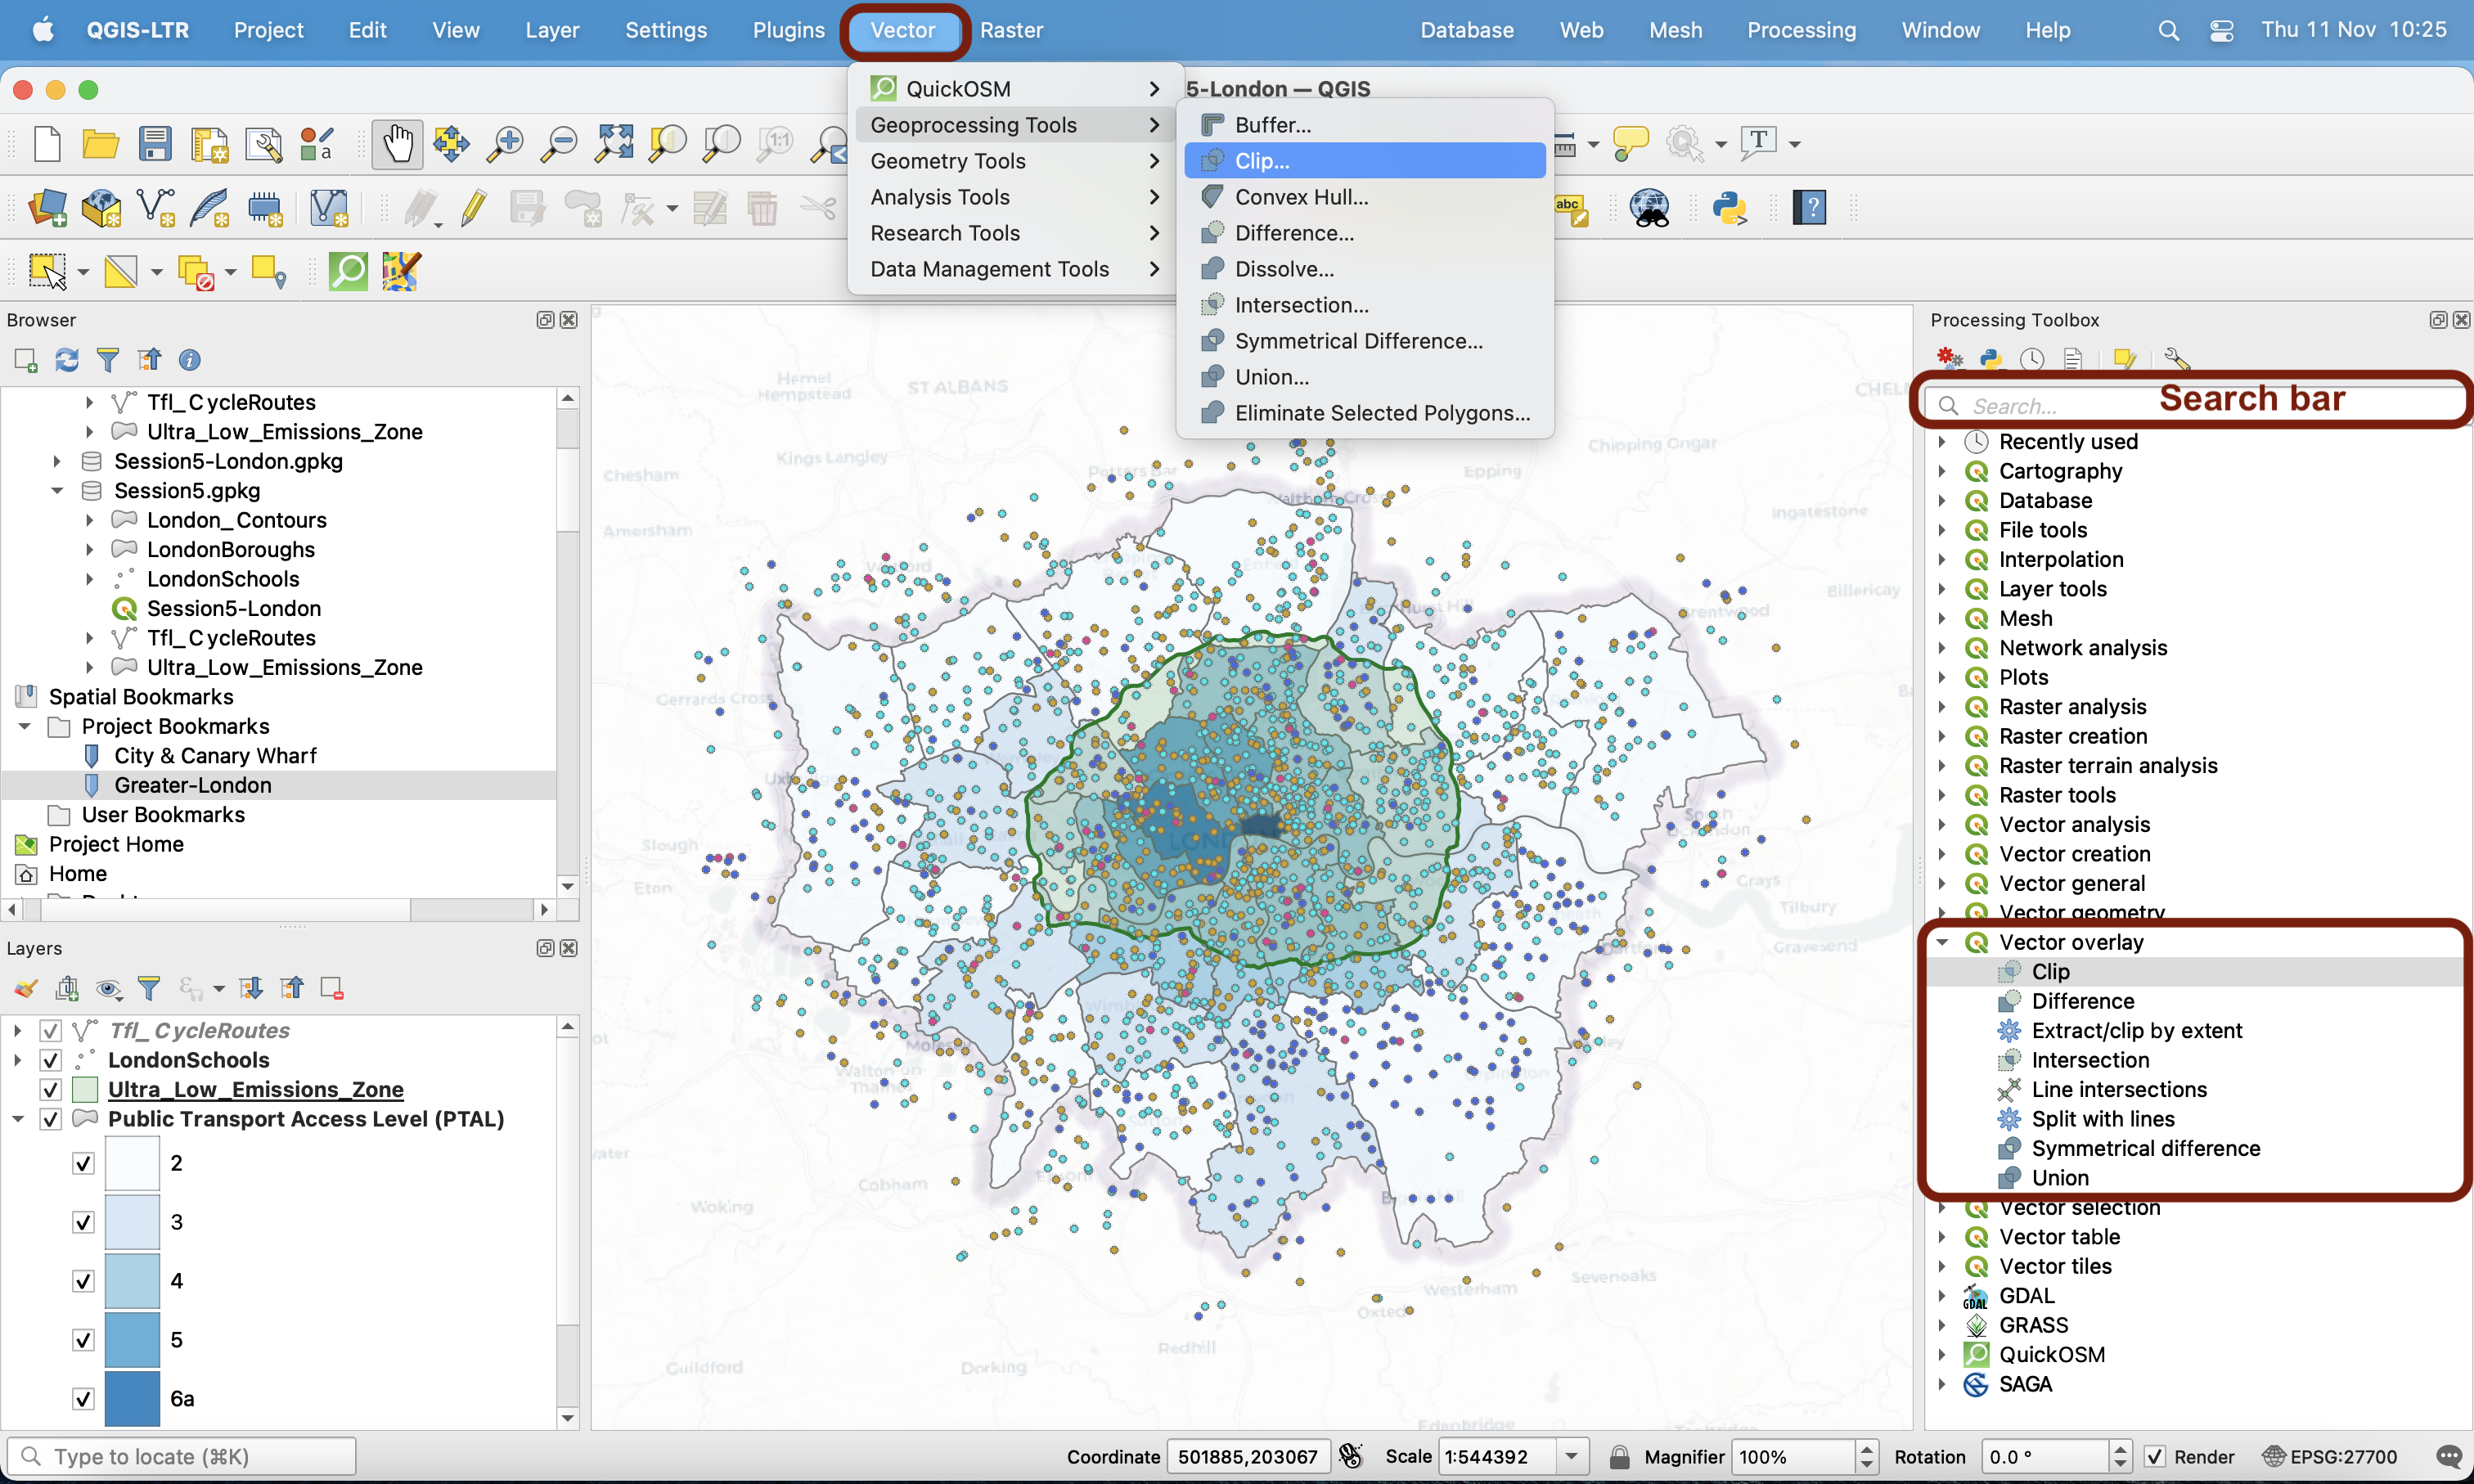 QGIS-LTR Project Edit View Layer Settings Plugins Vector Raster Database Web Mesh Processing Window Help Thu 11 Nov 10:25
5-London — QGIS
QuickOSM
Geoprocessing Tools
Geometry Tools
Analysis Tools
Research Tools
Data Management Tools
Buffer...
Clip...
Convex Hull...
Difference...
Dissolve...
Intersection...
Symmetrical Difference...
Union...
Eliminate Selected Polygons...
a
1:1
T
abc
?
Browser
Tfl_CycleRoutes
Ultra_Low_Emissions_Zone
Session5-London.gpkg
Session5.gpkg
London_Contours
LondonBoroughs
LondonSchools
Session5-London
Tfl_CycleRoutes
Ultra_Low_Emissions_Zone
Spatial Bookmarks
Project Bookmarks
City & Canary Wharf
Greater-London
User Bookmarks
Project Home
Home
Layers
Tfl_CycleRoutes
LondonSchools
Ultra_Low_Emissions_Zone
Public Transport Access Level (PTAL)
2
3
4
5
6a
Hemel
Hempstead
ST ALBANS
Kings Langley
Potters Bar
Epping
Chipping Ongar
Chesham
Amersham
Ingatestone
Billericay
Brentwood
Gerrards Cross
Slough
Eton
Grays
Tilbury
Gravesend
Walton-on-
Thames
Woking
Cobham
Epsom
Guildford
Dorking
Redhill
Oxted
Westerham
Sevenoaks
Edenbridge
Processing Toolbox
Search... Search bar
Recently used
Cartography
Database
File tools
Interpolation
Layer tools
Mesh
Network analysis
Plots
Raster analysis
Raster creation
Raster terrain analysis
Raster tools
Vector analysis
Vector creation
Vector general
Vector geometry
Vector overlay
Clip
Difference
Extract/clip by extent
Intersection
Line intersections
Split with lines
Symmetrical difference
Union
Vector selection
Vector table
Vector tiles
GDAL
GRASS
QuickOSM
SAGA
Type to locate (⌘K) Coordinate 501885,203067 Scale 1:544392 Magnifier 100% Rotation 0.0 ° Render EPSG:27700